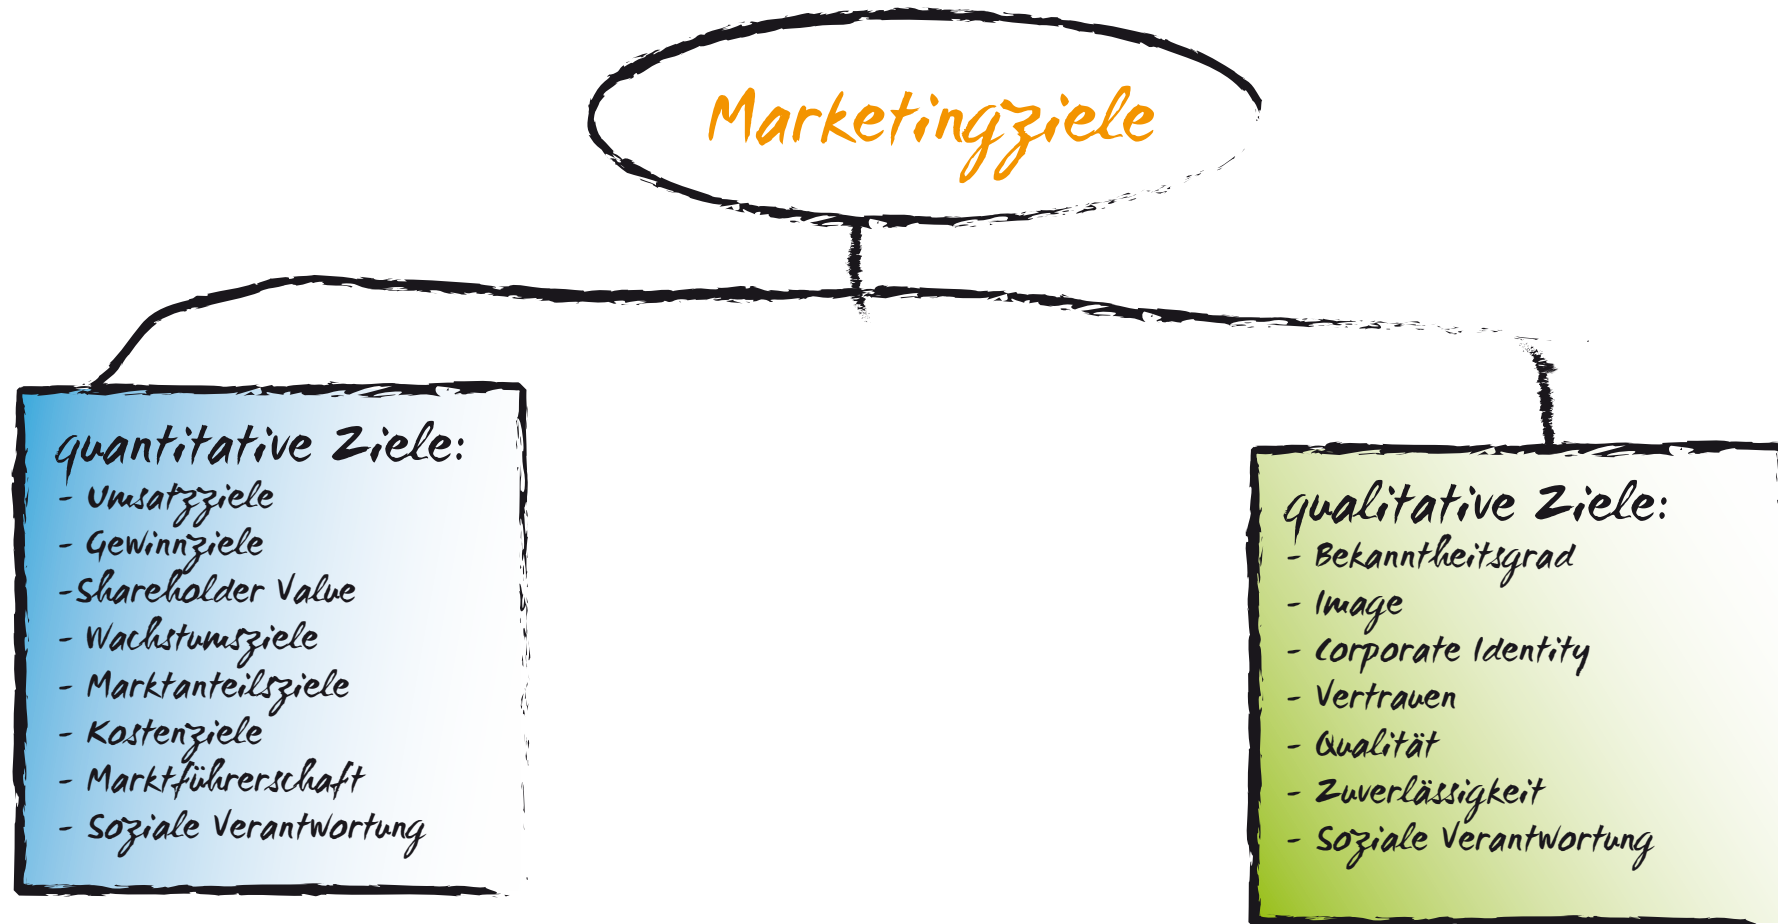 Marketingziele
quantitative Ziele:
- Umsatzziele
- Gewinnziele
-Shareholder Value
- Wachstumsziele
- Marktanteilsziele
- Kostenziele
- Marktführerschaft
- Soziale Verantwortung
qualitative Ziele:
- Bekanntheitsgrad
- Image
- Corporate Identity
- Vertrauen
- Qualität
- Zuverlässigkeit
- Soziale Verantwortung